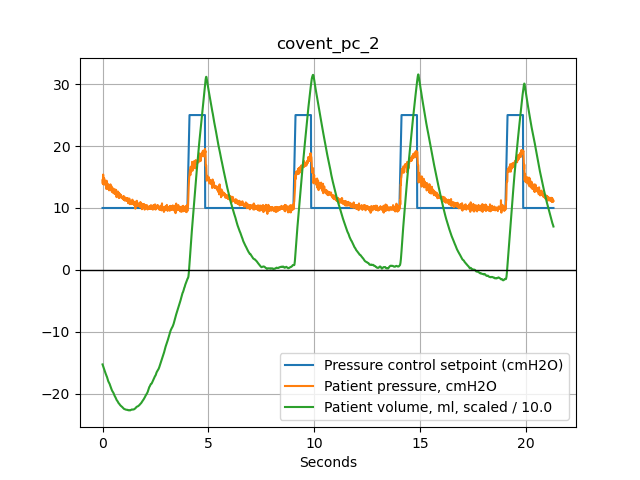 covent_pc_2
30
20
10
0
−10
−20
0 5 10 15 20
Seconds
Pressure control setpoint (cmH2O)
Patient pressure, cmH2O
Patient volume, ml, scaled / 10.0